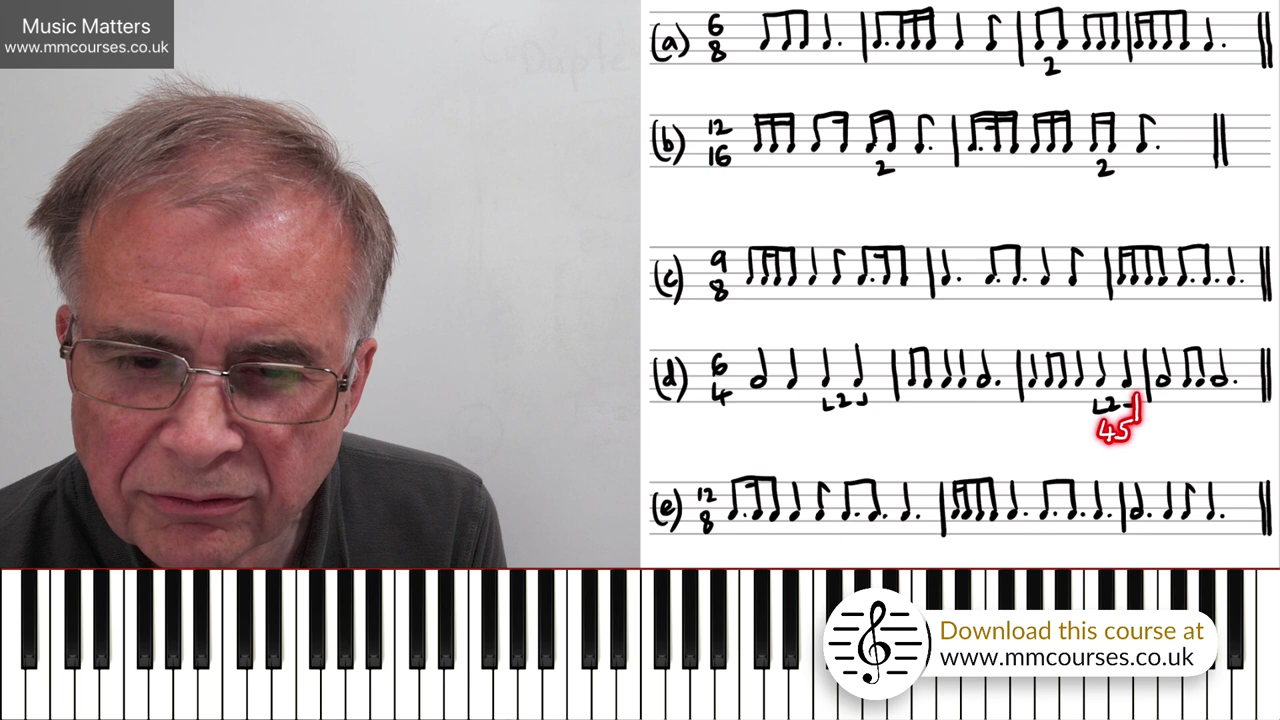 Music Matters
www.mmcourses.co.uk
(a) 6 8 2
(b) 12 16 2 2
(c) 9 8
(d) 6 4 2 2
45
(e) 12 8
Download this course at
www.mmcourses.co.uk